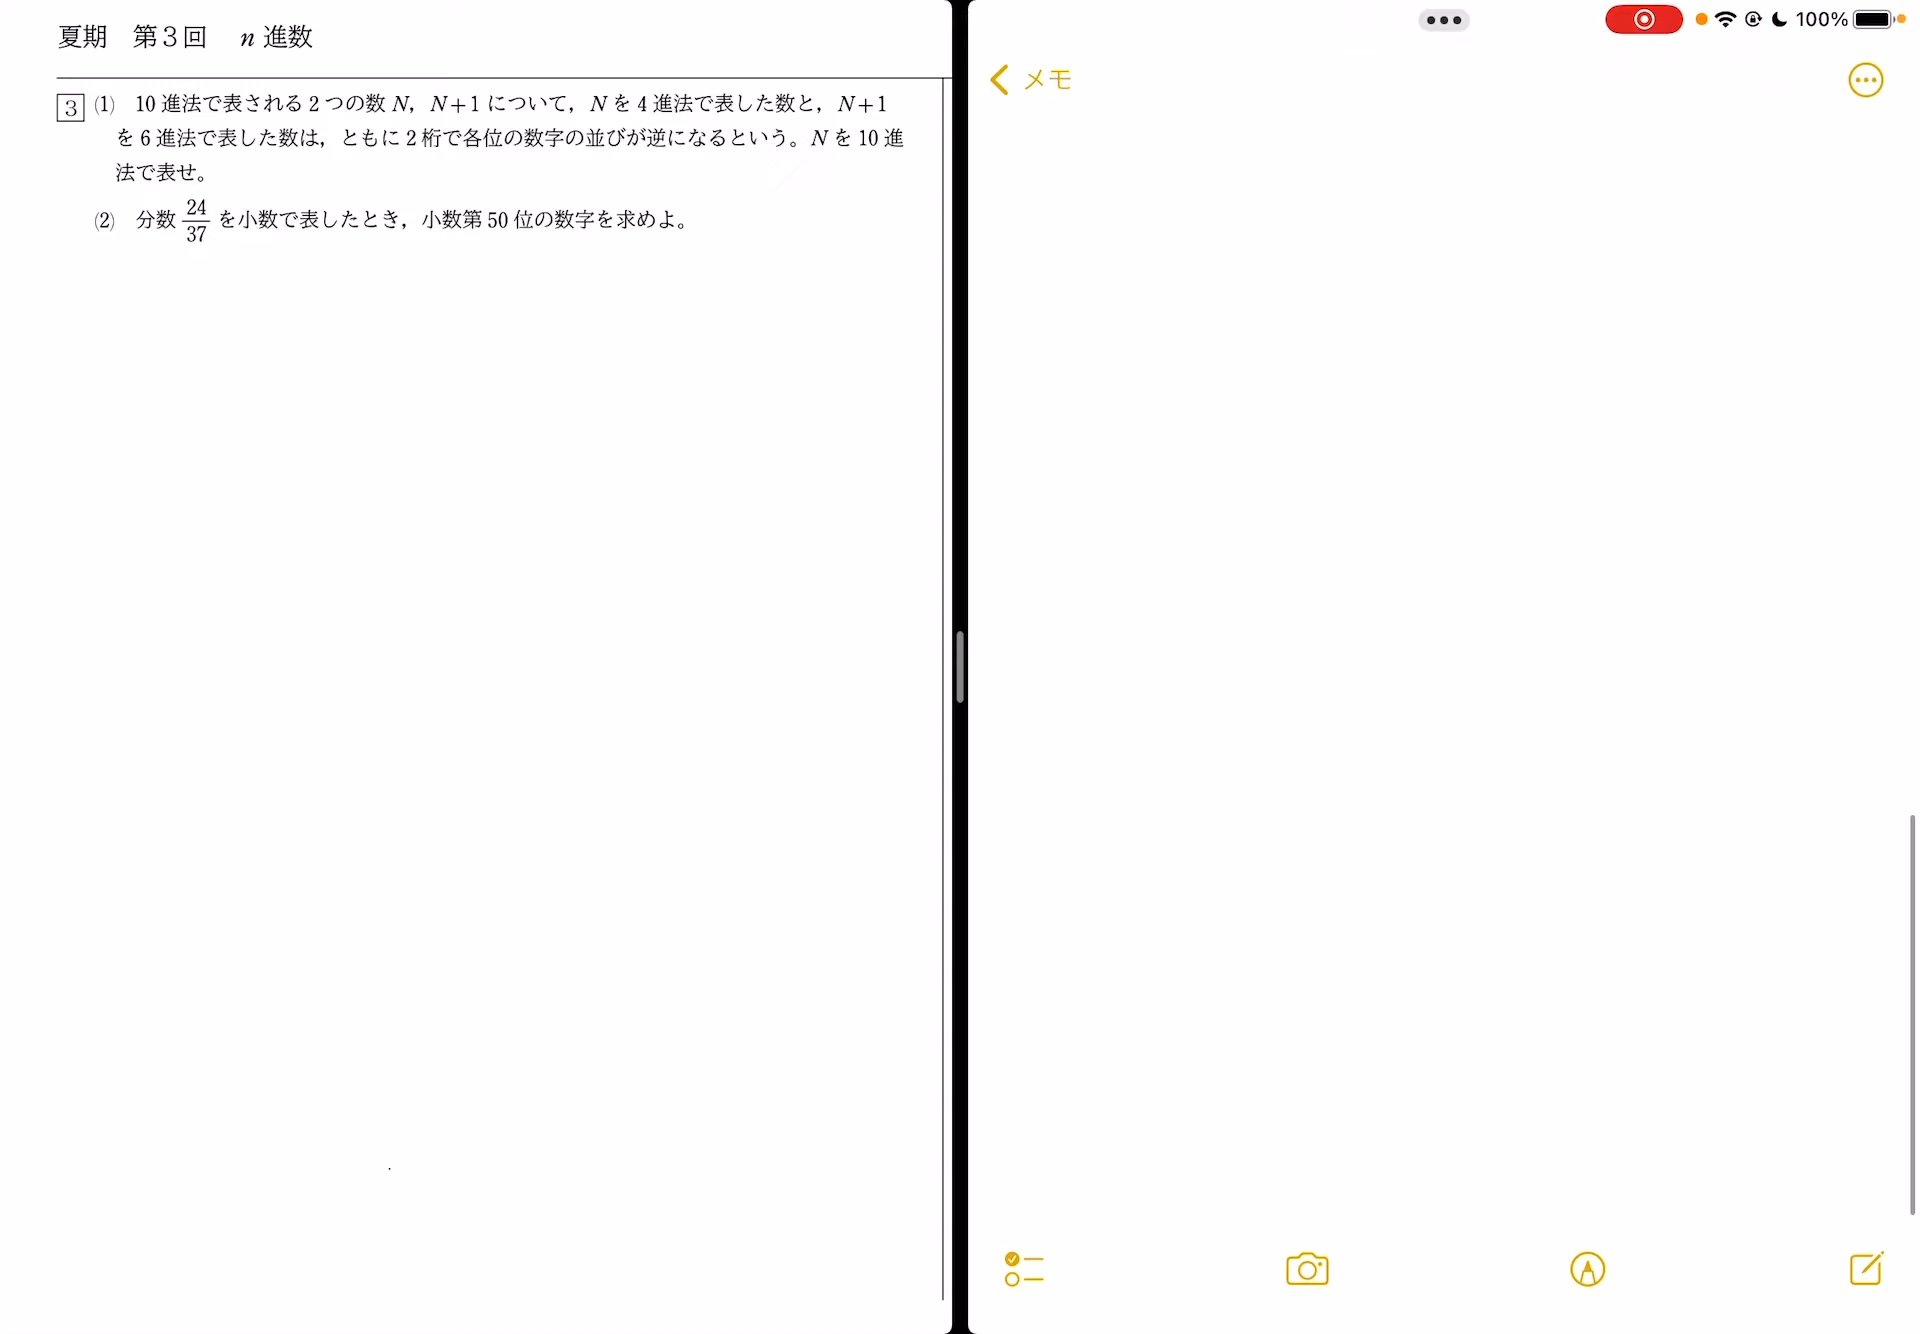 夏期　第３回　n 進数
3 (1)　10 進法で表される 2 つの数 N，N+1 について，N を 4 進法で表した数と，N+1
を 6 進法で表した数は，ともに 2 桁で各位の数字の並びが逆になるという。N を 10 進
法で表せ。
(2)　分数 24/37 を小数で表したとき，小数第 50 位の数字を求めよ。
100%
メモ